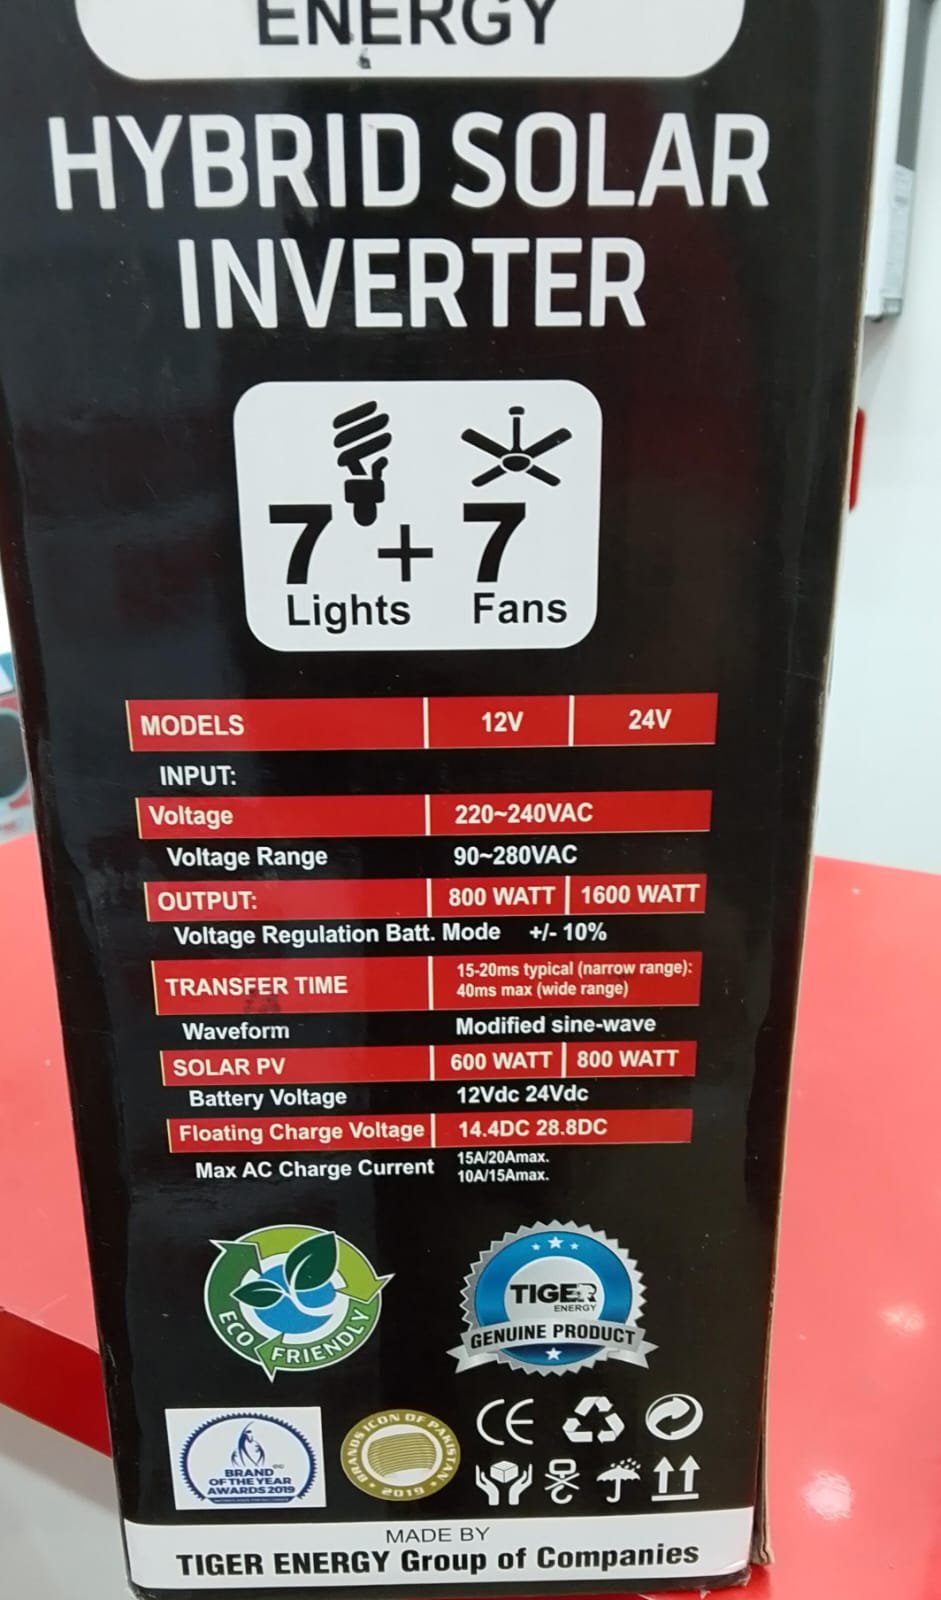 ENERGY
HYBRID SOLAR
INVERTER
7 + 7
Lights Fans
MODELS 12V 24V
INPUT:
Voltage 220~240VAC
Voltage Range 90~280VAC
OUTPUT: 800 WATT 1600 WATT
Voltage Regulation Batt. Mode +/- 10%
TRANSFER TIME 15-20ms typical (narrow range):
40ms max (wide range)
Waveform Modified sine-wave
SOLAR PV 600 WATT 800 WATT
Battery Voltage 12Vdc 24Vdc
Floating Charge Voltage 14.4DC 28.8DC
Max AC Charge Current 15A/20Amax.
10A/15Amax.
ECO FRIENDLY
TIGER
ENERGY
GENUINE PRODUCT
BRAND
OF THE YEAR
AWARDS 2019
BRANDS ICON OF PAKISTAN
2019
CE
MADE BY
TIGER ENERGY Group of Companies